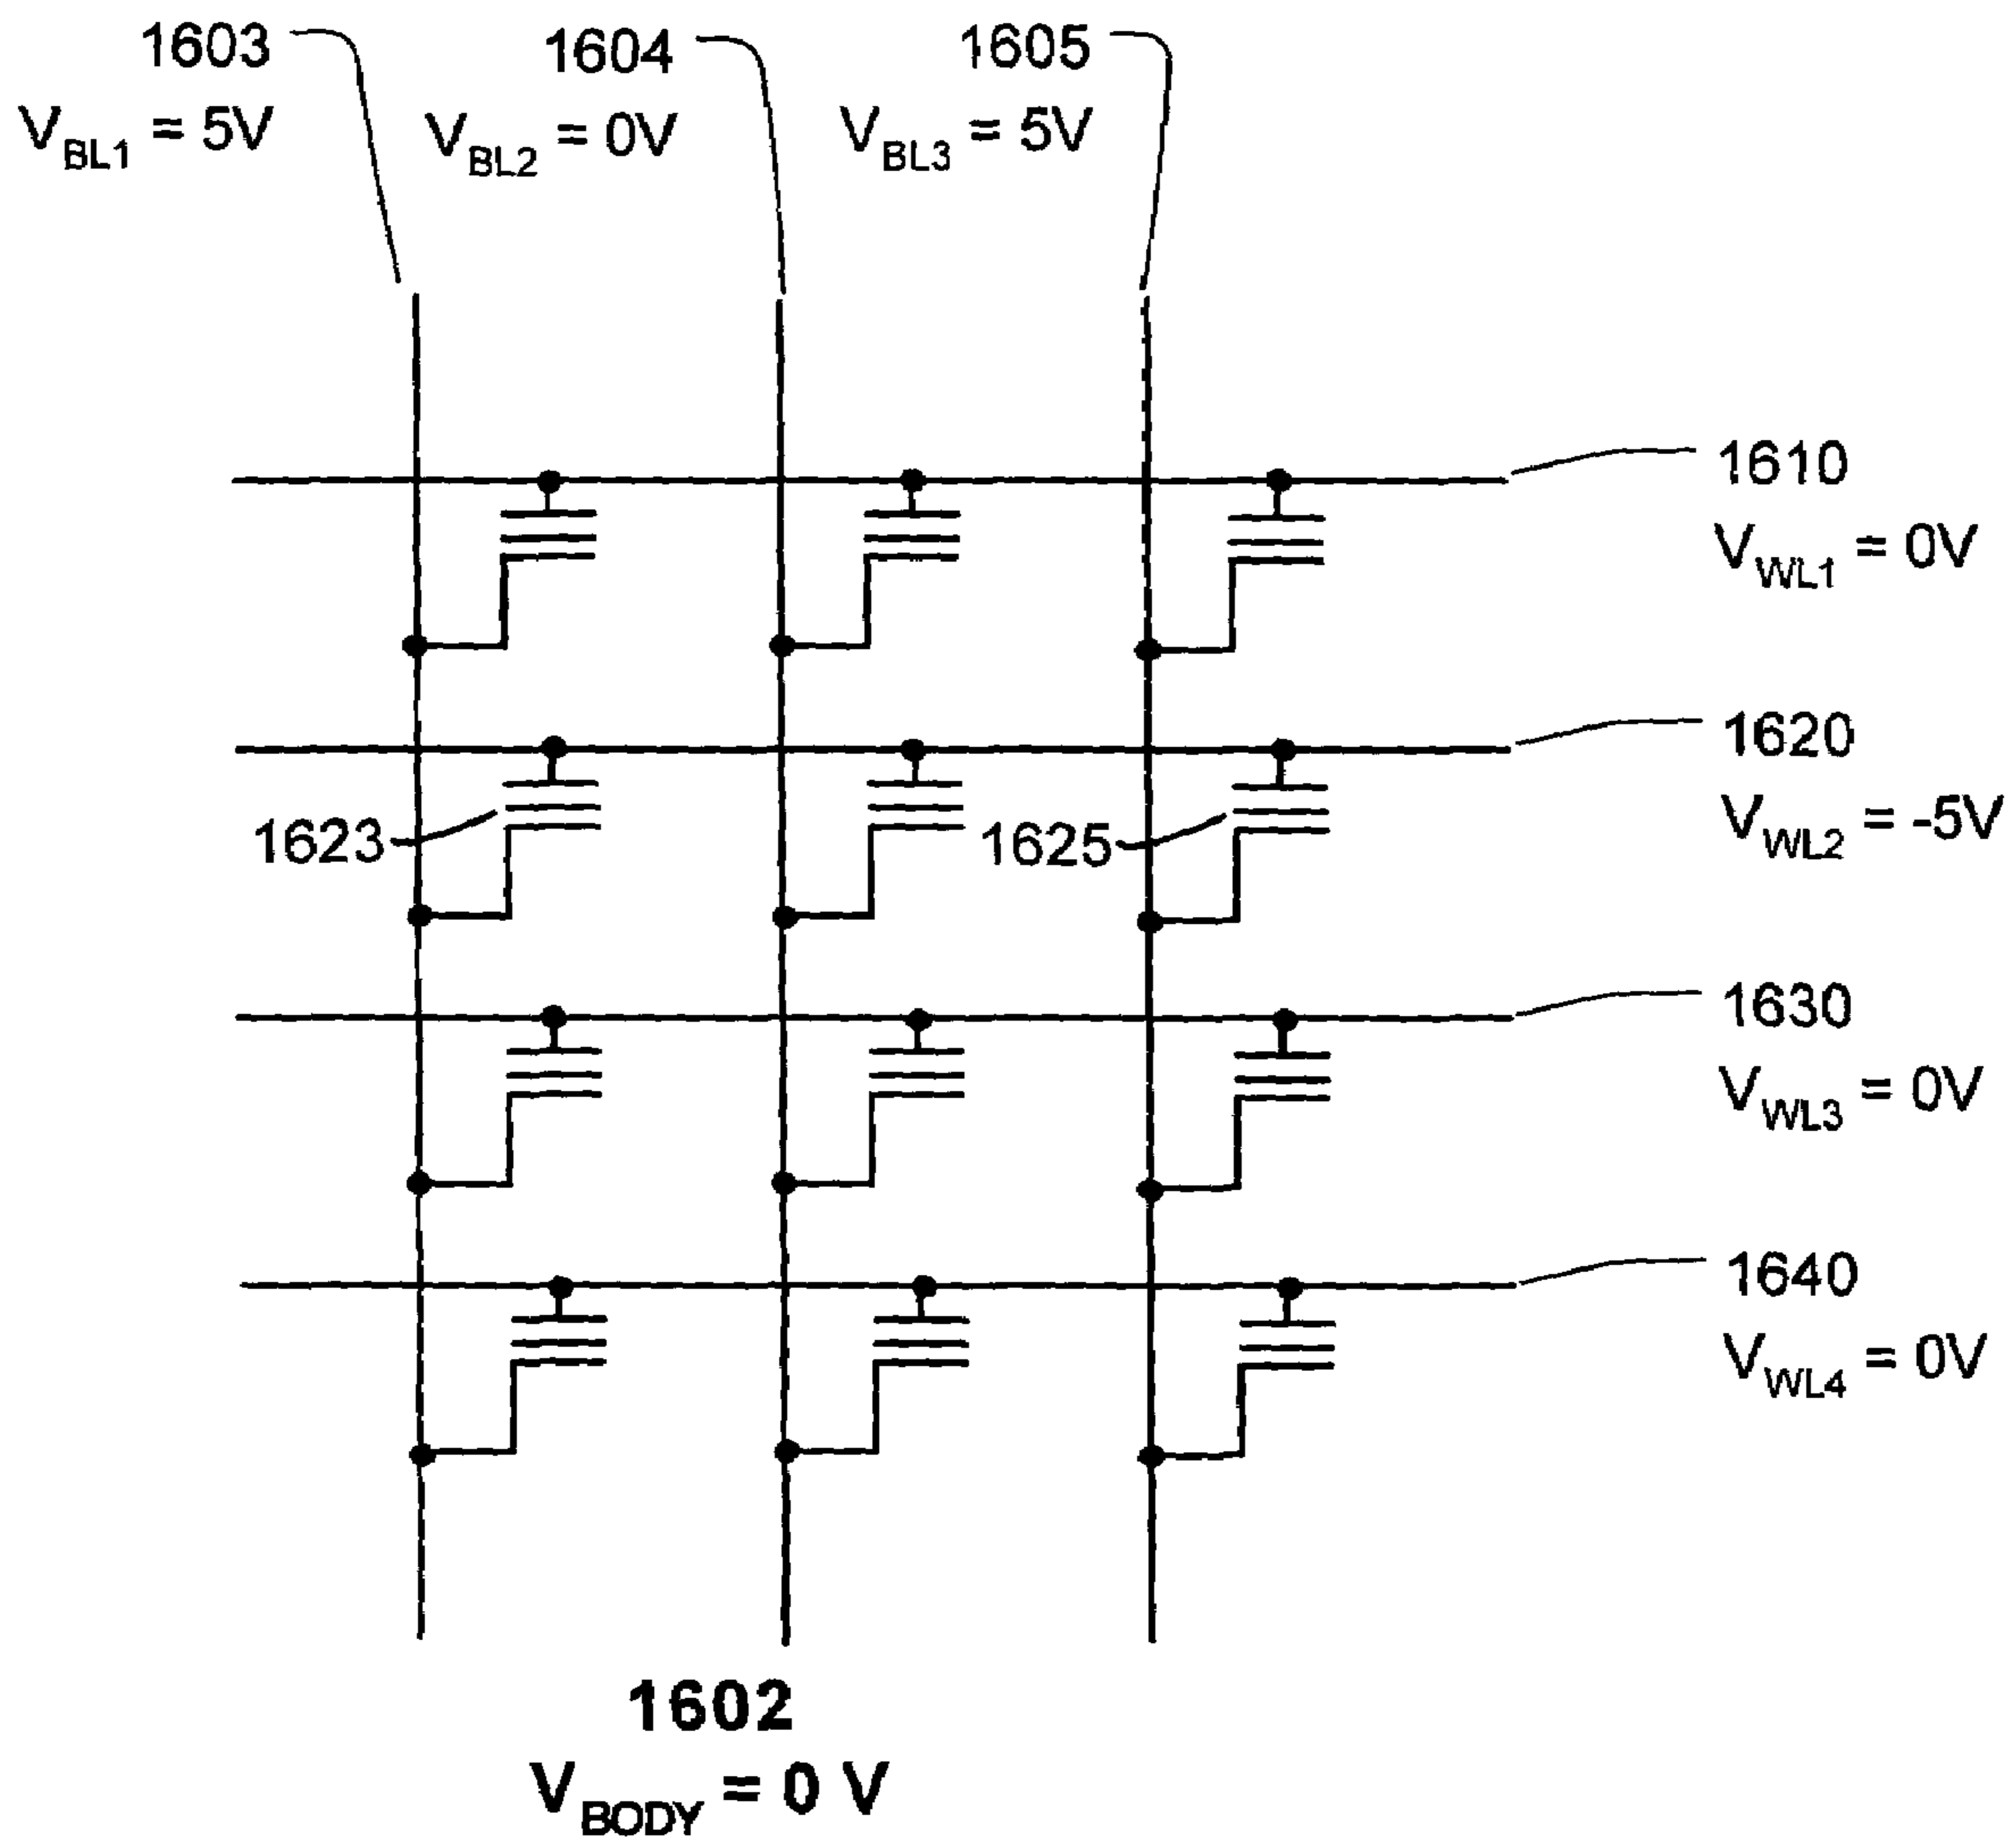 1603 1604 1605
V_BL1 = 5V V_BL2 = 0V V_BL3 = 5V
1610
V_WL1 = 0V
1620
V_WL2 = -5V
1623 1625
1630
V_WL3 = 0V
1640
V_WL4 = 0V
1602
V_BODY = 0 V